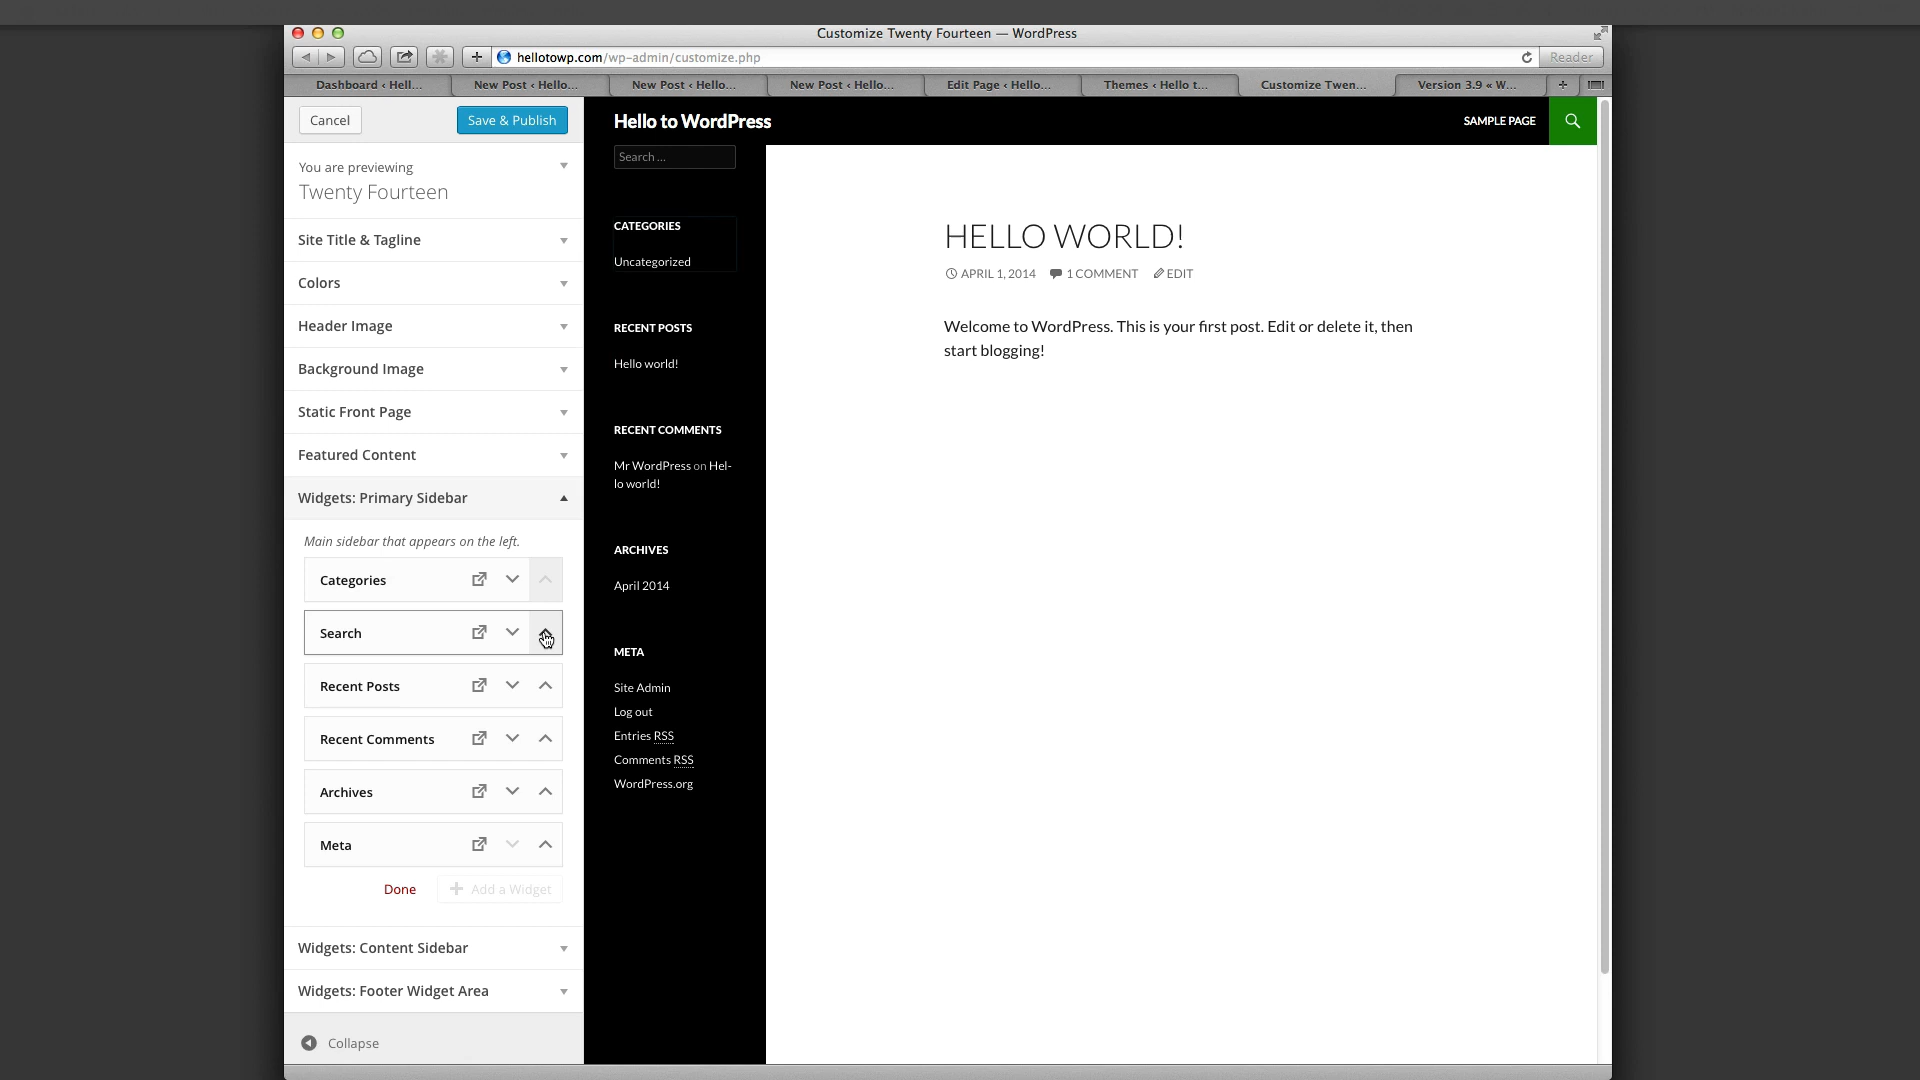 Customize Twenty Fourteen — WordPress
hellotowp.com/wp-admin/customize.php
Reader
Dashboard ‹ Hell...
New Post ‹ Hello...
New Post ‹ Hello...
New Post ‹ Hello...
Edit Page ‹ Hello...
Themes ‹ Hello t...
Customize Twen...
Version 3.9 « W...
Cancel
Save & Publish
You are previewing
Twenty Fourteen
Site Title & Tagline
Colors
Header Image
Background Image
Static Front Page
Featured Content
Widgets: Primary Sidebar
Main sidebar that appears on the left.
Categories
Search
Recent Posts
Recent Comments
Archives
Meta
Done
Add a Widget
Widgets: Content Sidebar
Widgets: Footer Widget Area
Collapse
Hello to WordPress
SAMPLE PAGE
Search ...
CATEGORIES
Uncategorized
RECENT POSTS
Hello world!
RECENT COMMENTS
Mr WordPress on Hel-
lo world!
ARCHIVES
April 2014
META
Site Admin
Log out
Entries RSS
Comments RSS
WordPress.org
HELLO WORLD!
APRIL 1, 2014
1 COMMENT
EDIT
Welcome to WordPress. This is your first post. Edit or delete it, then
start blogging!